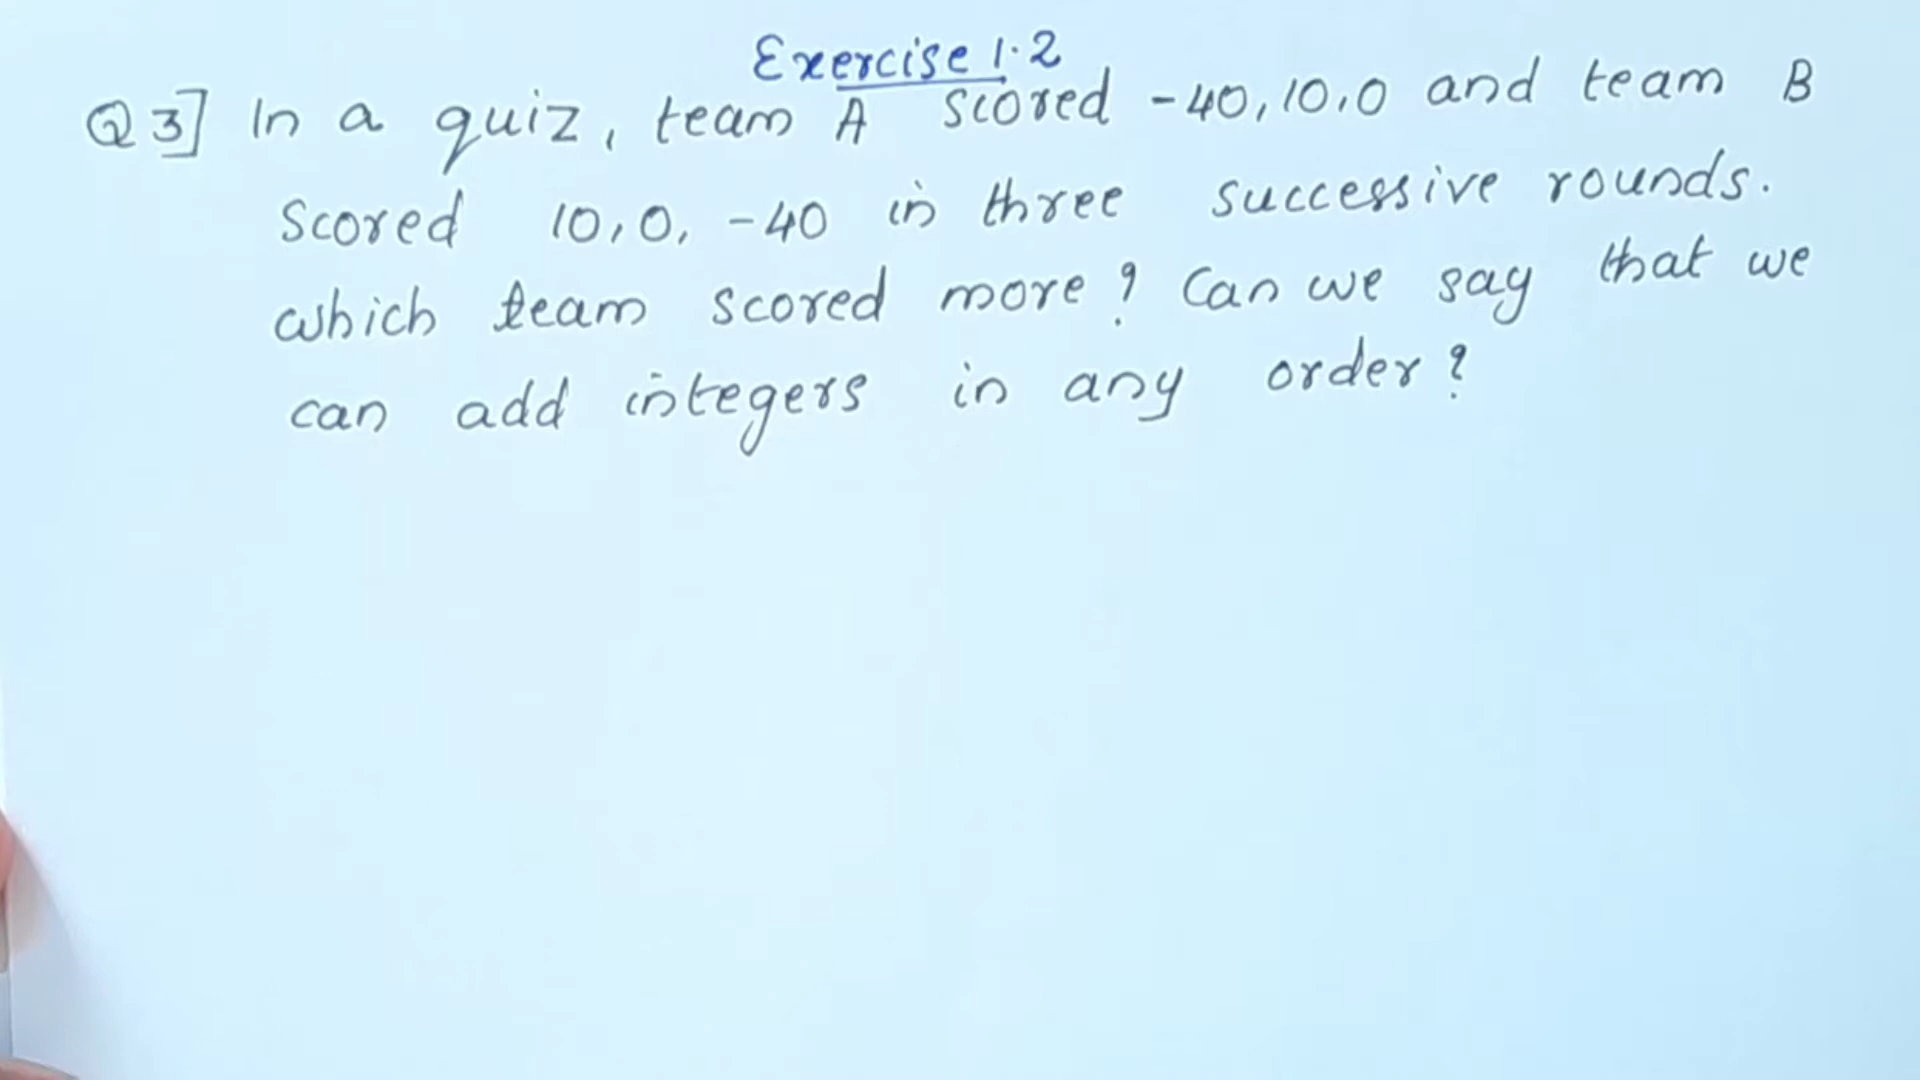 Exercise 1.2
Q3] In a quiz, team A scored -40, 10, 0 and team B
scored 10, 0, -40 in three successive rounds.
which team scored more? Can we say that we
can add integers in any order?